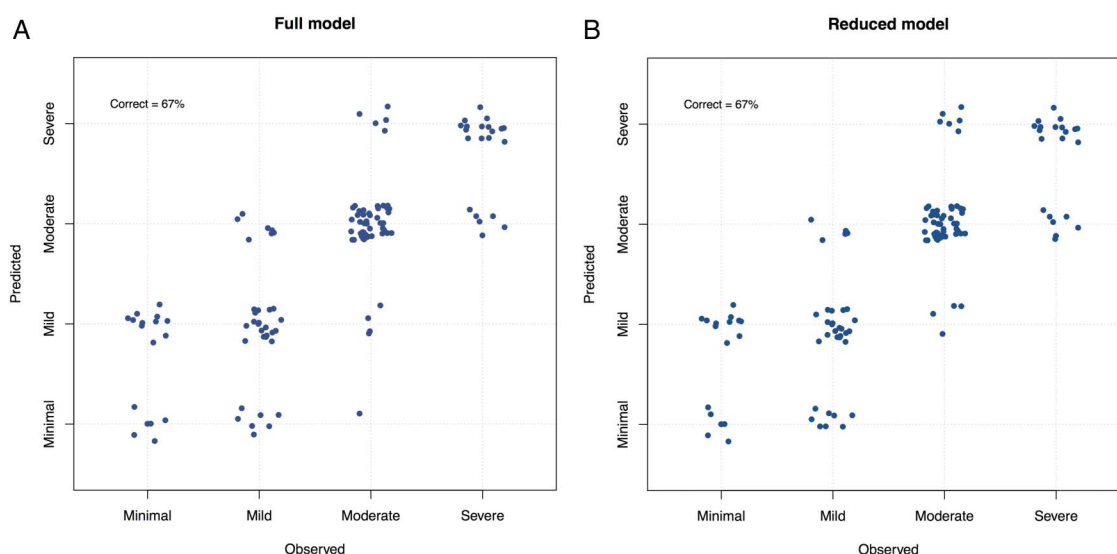 A
Full model
Correct = 67%
Severe
Moderate
Mild
Minimal
Predicted
Minimal
Mild
Moderate
Severe
Observed
B
Reduced model
Correct = 67%
Severe
Moderate
Mild
Minimal
Predicted
Minimal
Mild
Moderate
Severe
Observed